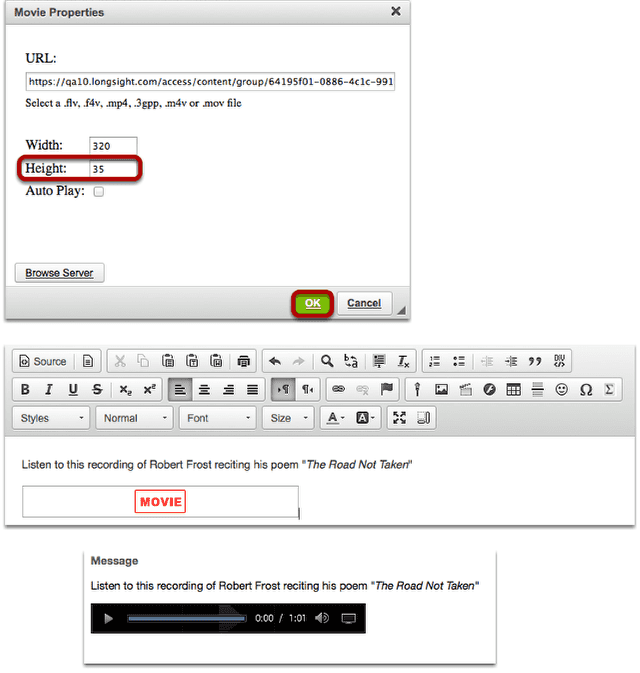 Movie Properties
URL:
https://qa10.longsight.com/access/content/group/64195f01-0886-4c1c-991
Select a .flv, .f4v, .mp4, .3gpp, .m4v or .mov file
Width: 320
Height: 35
Auto Play:
Browse Server
OK Cancel
Source
B I U S x₂ x²
Styles Normal Font Size A A
Listen to this recording of Robert Frost reciting his poem "The Road Not Taken"
MOVIE
Message
Listen to this recording of Robert Frost reciting his poem "The Road Not Taken"
0:00 / 1:01